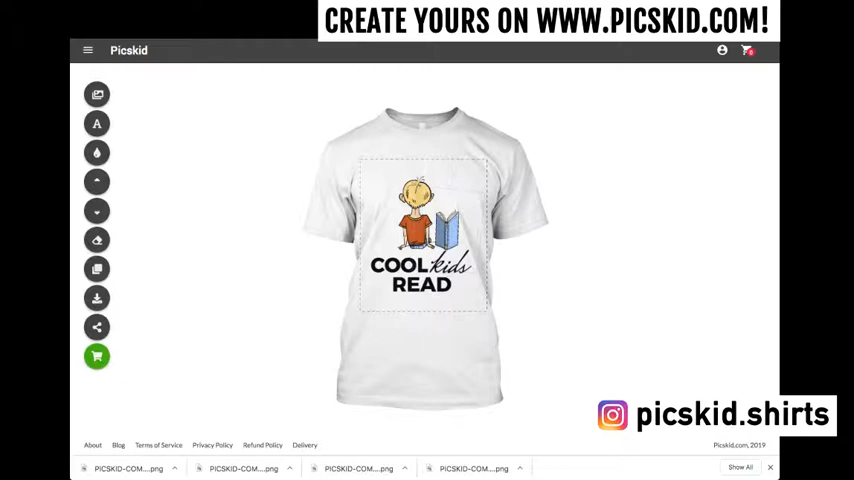 CREATE YOURS ON WWW.PICSKID.COM!
Picskid
A
COOL kids
READ
picskid.shirts
About Blog Terms of Service Privacy Policy Refund Policy Delivery
Picskid.com, 2019
PICSKID-COM....png PICSKID-COM....png PICSKID-COM....png PICSKID-COM....png Show All